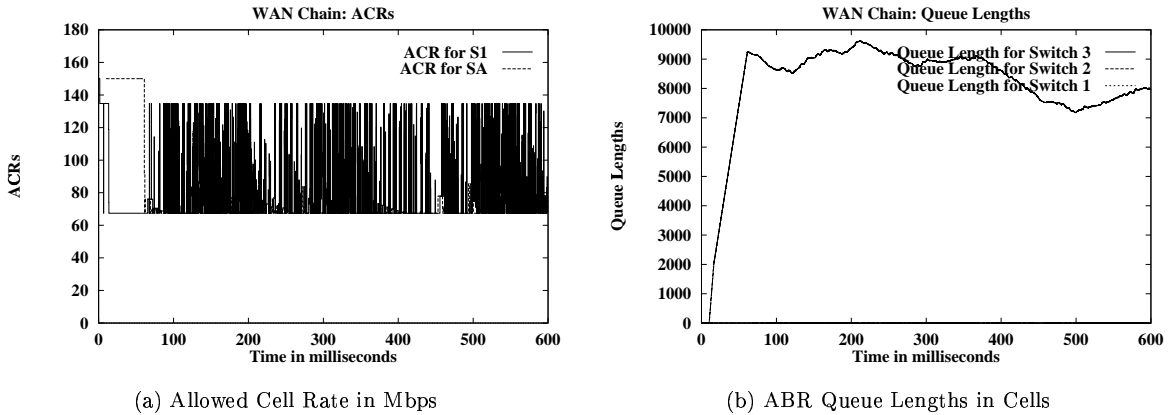 WAN Chain: ACRs
180
160
140
120
100
80
60
40
20
0
ACR for S1
ACR for SA
ACRs
0 100 200 300 400 500 600
Time in milliseconds
(a) Allowed Cell Rate in Mbps
WAN Chain: Queue Lengths
10000
9000
8000
7000
6000
5000
4000
3000
2000
1000
0
Queue Length for Switch 3
Queue Length for Switch 2
Queue Length for Switch 1
Queue Lengths
0 100 200 300 400 500 600
Time in milliseconds
(b) ABR Queue Lengths in Cells